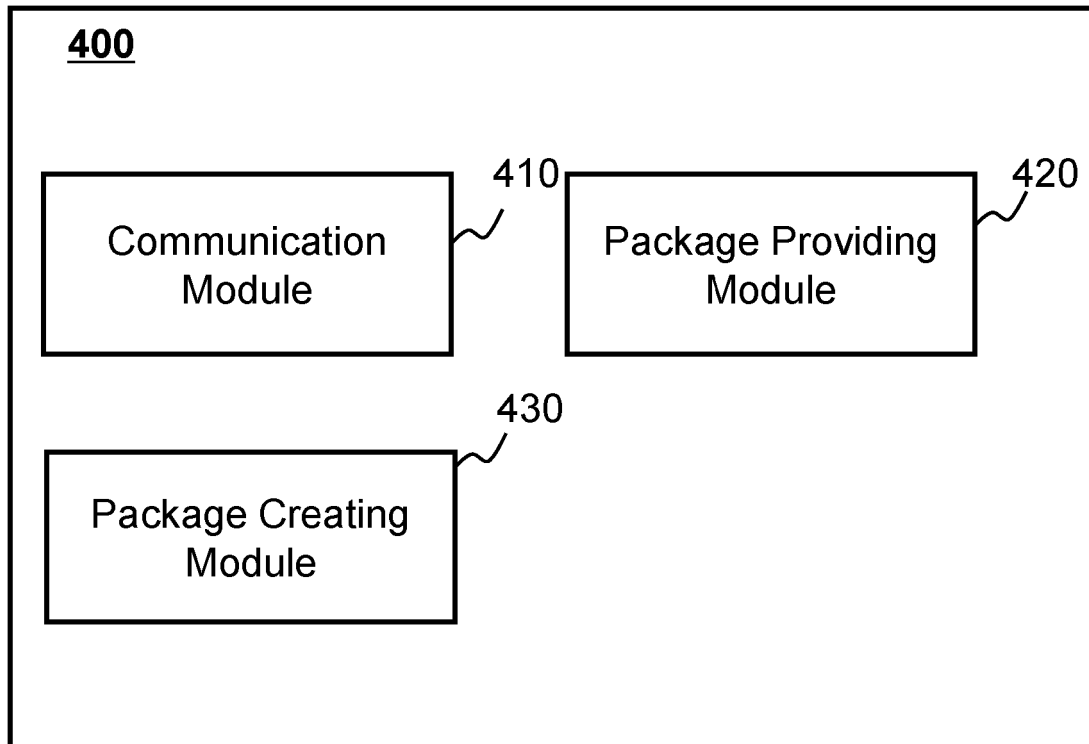 400
410
Communication
Module
420
Package Providing
Module
430
Package Creating
Module